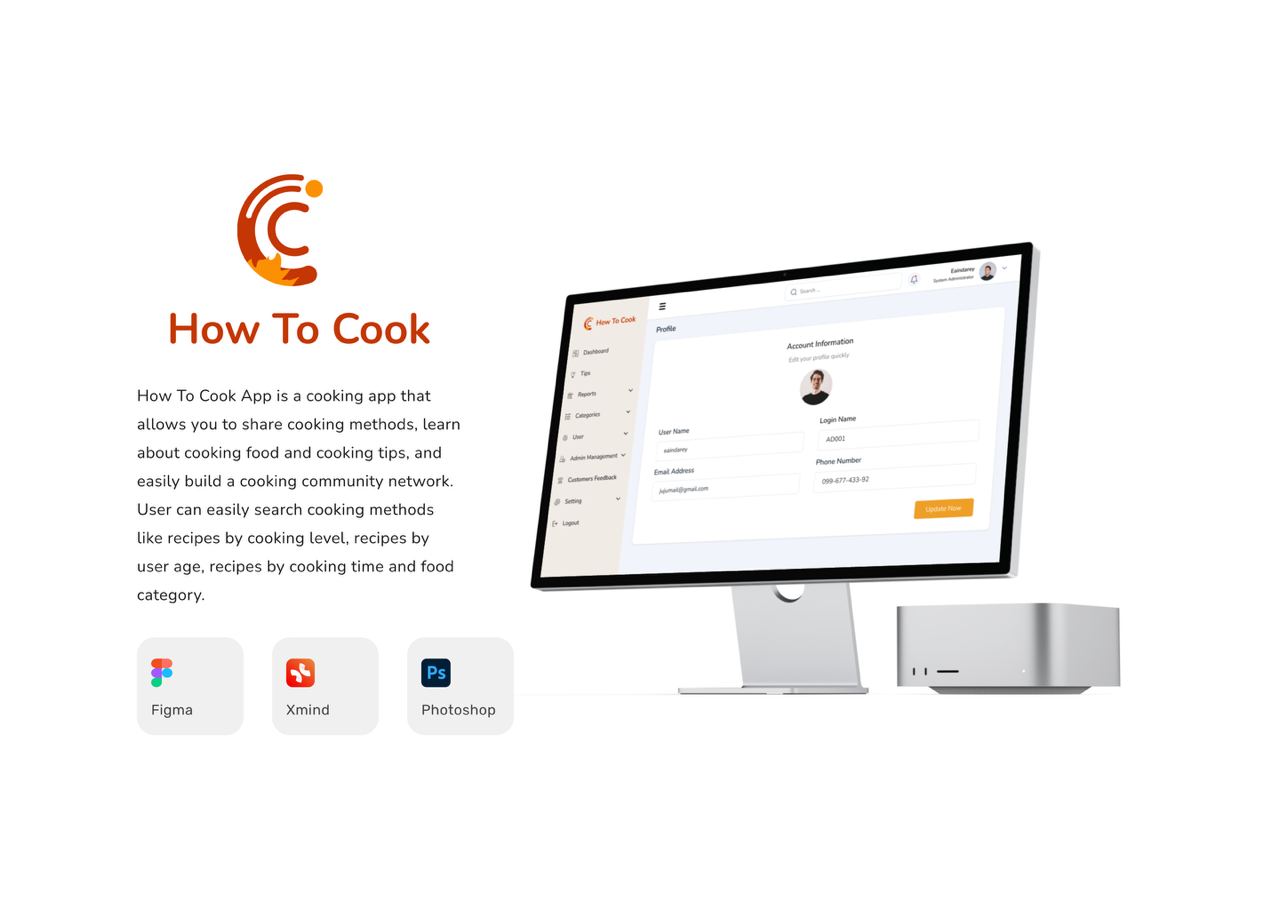 How To Cook
How To Cook App is a cooking app that
allows you to share cooking methods, learn
about cooking food and cooking tips, and
easily build a cooking community network.
User can easily search cooking methods
like recipes by cooking level, recipes by
user age, recipes by cooking time and food
category.
Figma
Xmind
Ps
Photoshop
How To Cook
Dashboard
Tips
Reports
Categories
User
Admin Management
Customers Feedback
Setting
Logout
Search ...
Eaindarey
System Administrator
Profile
Account Information
Edit your profile quickly
User Name
eaindarey
Login Name
AD001
Email Address
jujumail@gmail.com
Phone Number
099-677-433-92
Update Now